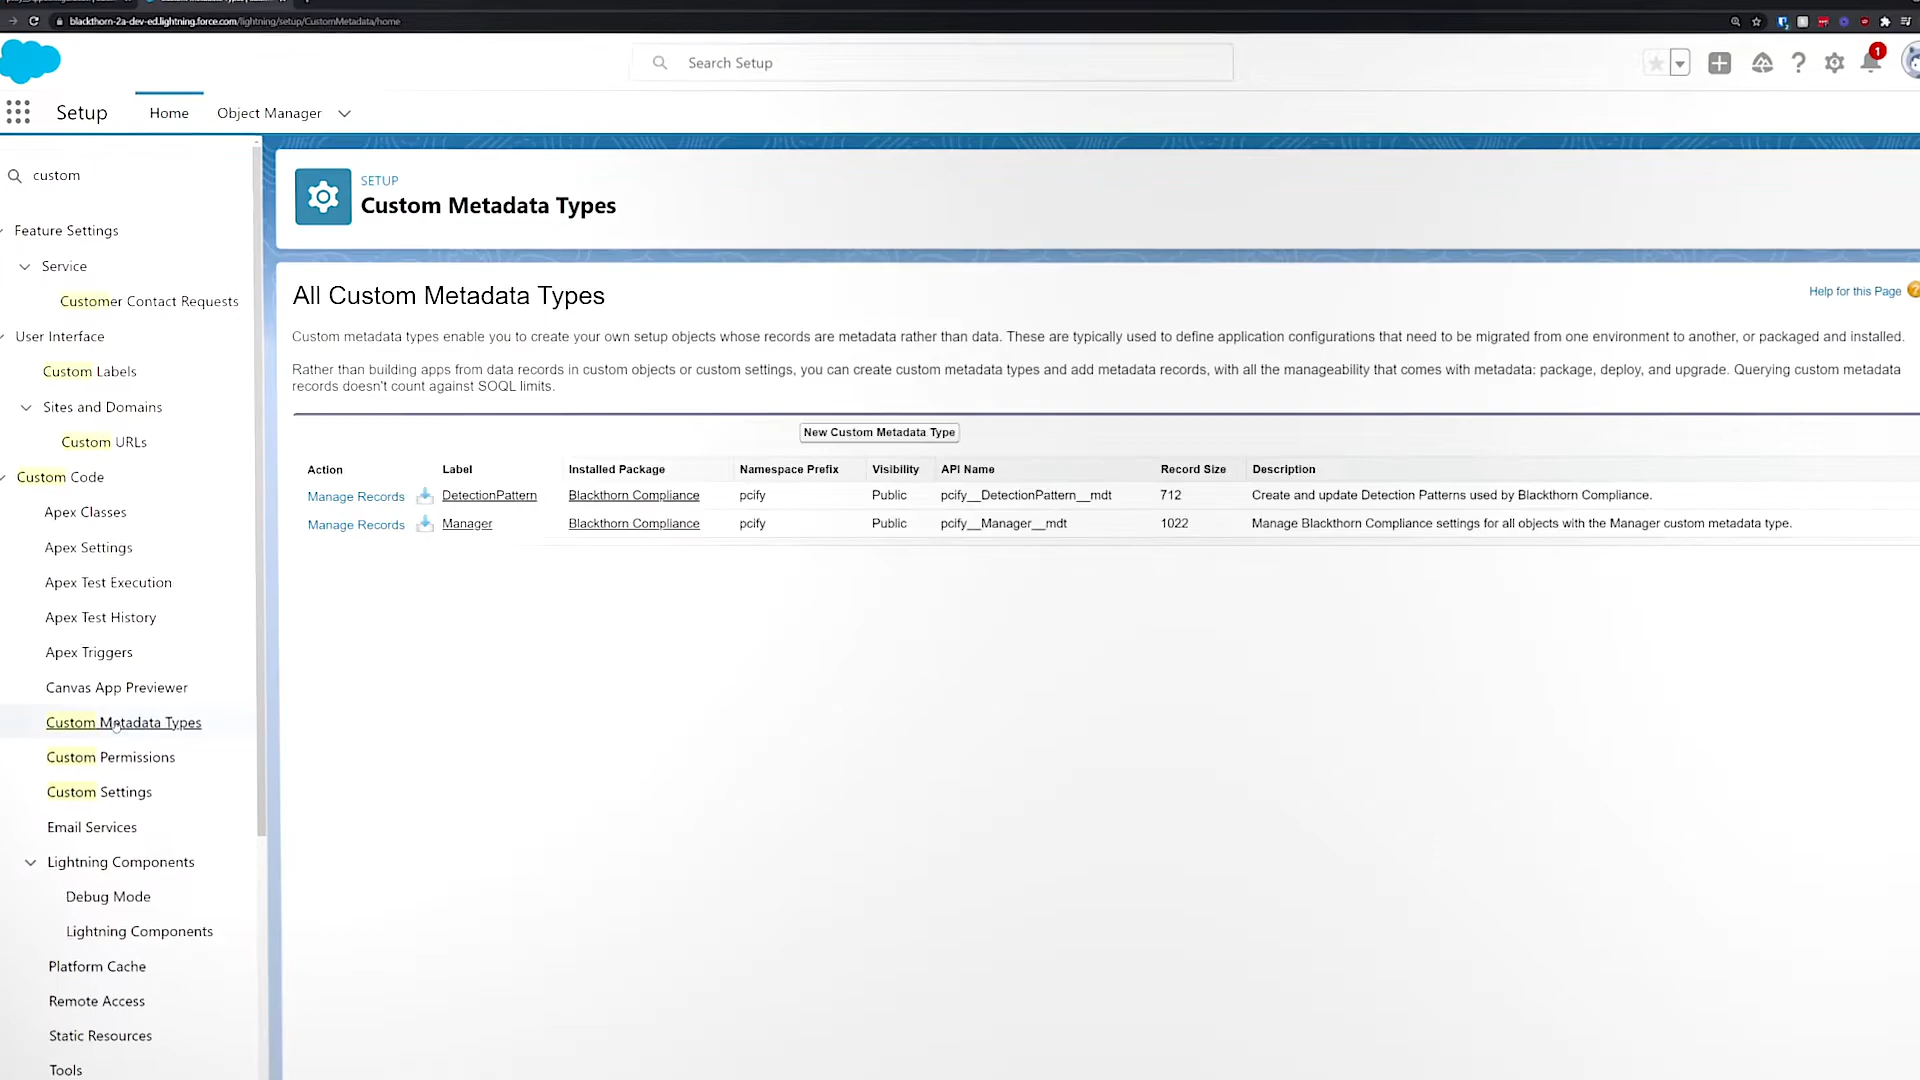 blackthorn-2a-dev-ed.lightning.force.com/lightning/setup/CustomMetadata/home
Search Setup
1
Setup
Home
Object Manager
custom
Feature Settings
Service
Customer Contact Requests
User Interface
Custom Labels
Sites and Domains
Custom URLs
Custom Code
Apex Classes
Apex Settings
Apex Test Execution
Apex Test History
Apex Triggers
Canvas App Previewer
Custom Metadata Types
Custom Permissions
Custom Settings
Email Services
Lightning Components
Debug Mode
Lightning Components
Platform Cache
Remote Access
Static Resources
Tools
SETUP
Custom Metadata Types
All Custom Metadata Types
Help for this Page
Custom metadata types enable you to create your own setup objects whose records are metadata rather than data. These are typically used to define application configurations that need to be migrated from one environment to another, or packaged and installed.
Rather than building apps from data records in custom objects or custom settings, you can create custom metadata types and add metadata records, with all the manageability that comes with metadata: package, deploy, and upgrade. Querying custom metadata
records doesn't count against SOQL limits.
New Custom Metadata Type
Action Label Installed Package Namespace Prefix Visibility API Name Record Size Description
Manage Records DetectionPattern Blackthorn Compliance pcify Public pcify__DetectionPattern__mdt 712 Create and update Detection Patterns used by Blackthorn Compliance.
Manage Records Manager Blackthorn Compliance pcify Public pcify__Manager__mdt 1022 Manage Blackthorn Compliance settings for all objects with the Manager custom metadata type.